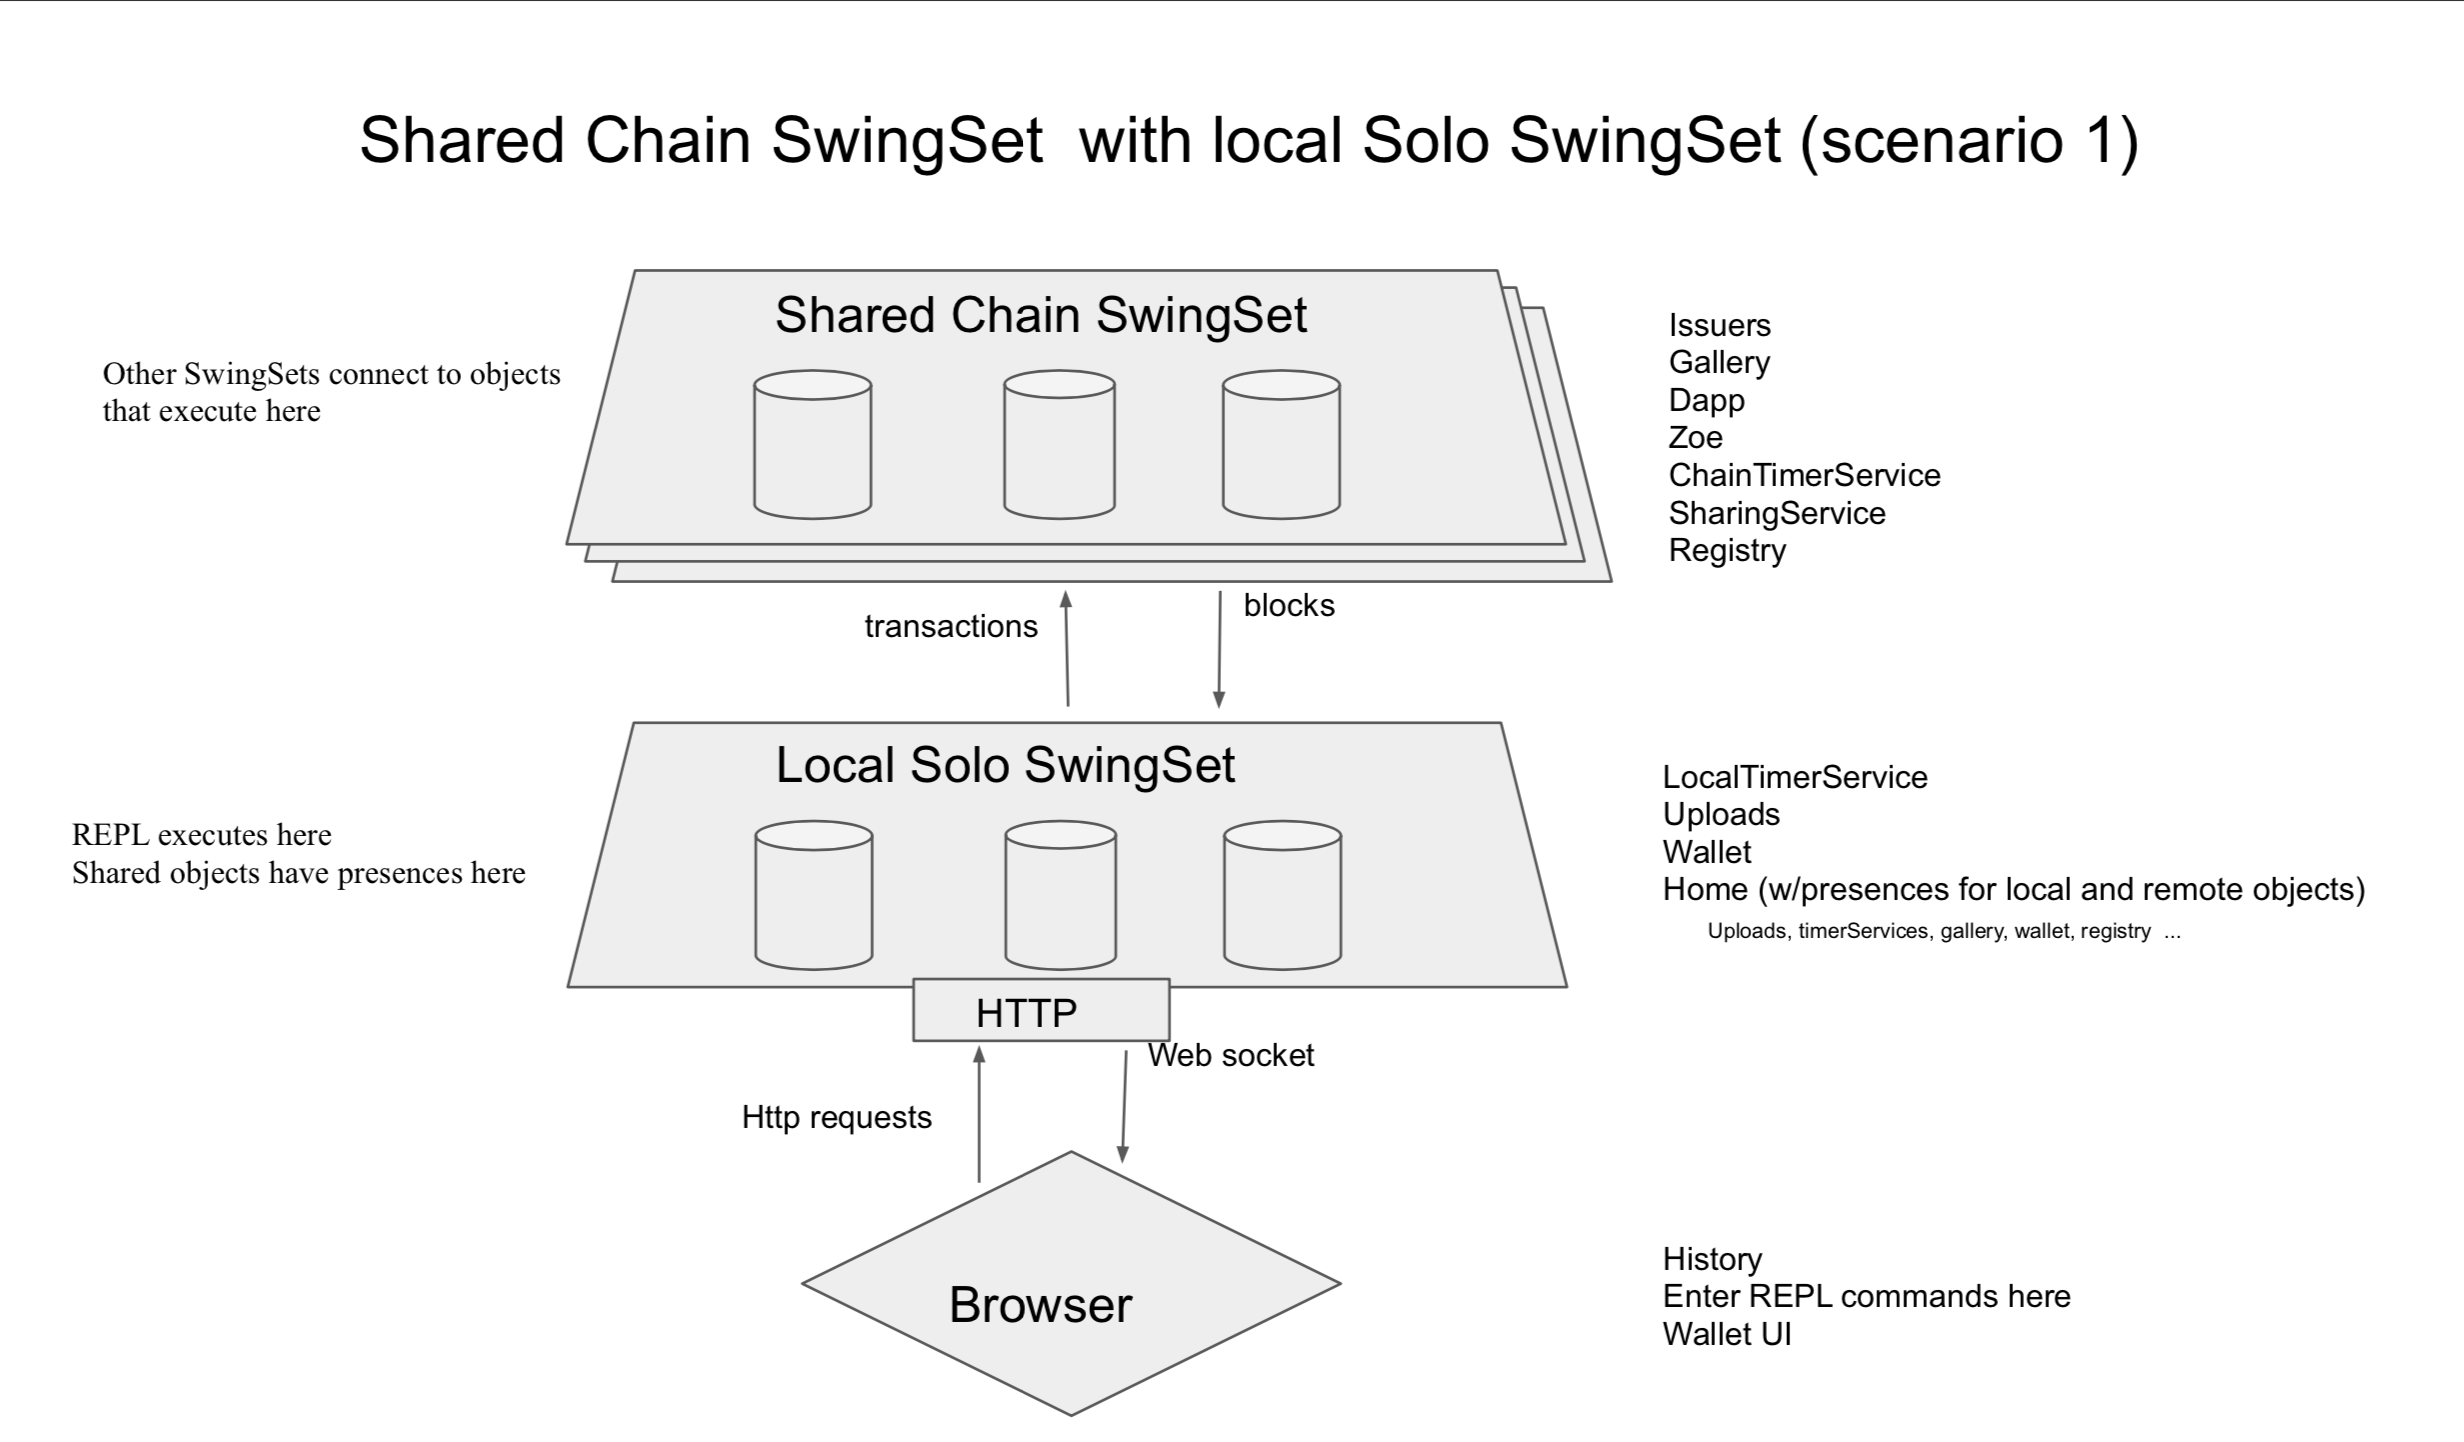 Shared Chain SwingSet  with local Solo SwingSet (scenario 1)
Shared Chain SwingSet
Other SwingSets connect to objects
that execute here
Issuers
Gallery
Dapp
Zoe
ChainTimerService
SharingService
Registry
transactions
blocks
Local Solo SwingSet
REPL executes here
Shared objects have presences here
LocalTimerService
Uploads
Wallet
Home (w/presences for local and remote objects)
Uploads, timerServices, gallery, wallet, registry  ...
HTTP
Web socket
Http requests
Browser
History
Enter REPL commands here
Wallet UI